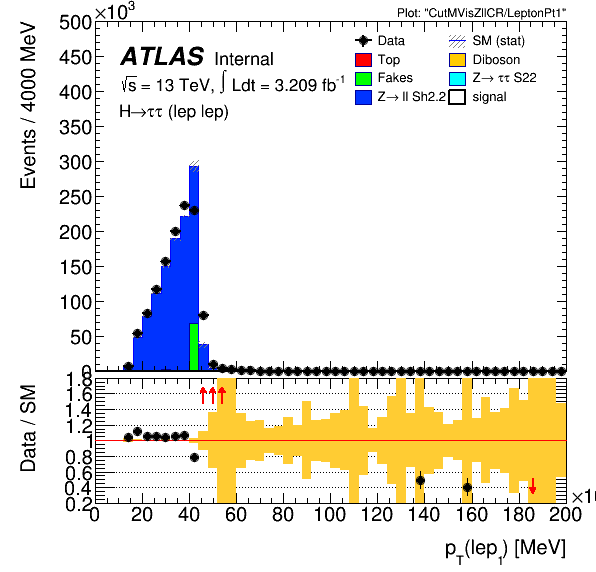 ×10³
Plot: "CutMVisZllCR/LeptonPt1"
Events / 4000 MeV
500
450
400
350
300
250
200
150
100
50
0
ATLAS Internal
√s = 13 TeV, ∫ Ldt = 3.209 fb⁻¹
H→ττ (lep lep)
Data
SM (stat)
Top
Diboson
Fakes
Z→ ττ S22
Z→ ll Sh2.2
signal
Data / SM
1.8
1.6
1.4
1.2
1
0.8
0.6
0.4
0.2
0 20 40 60 80 100 120 140 160 180 200
p_T(lep_1) [MeV]